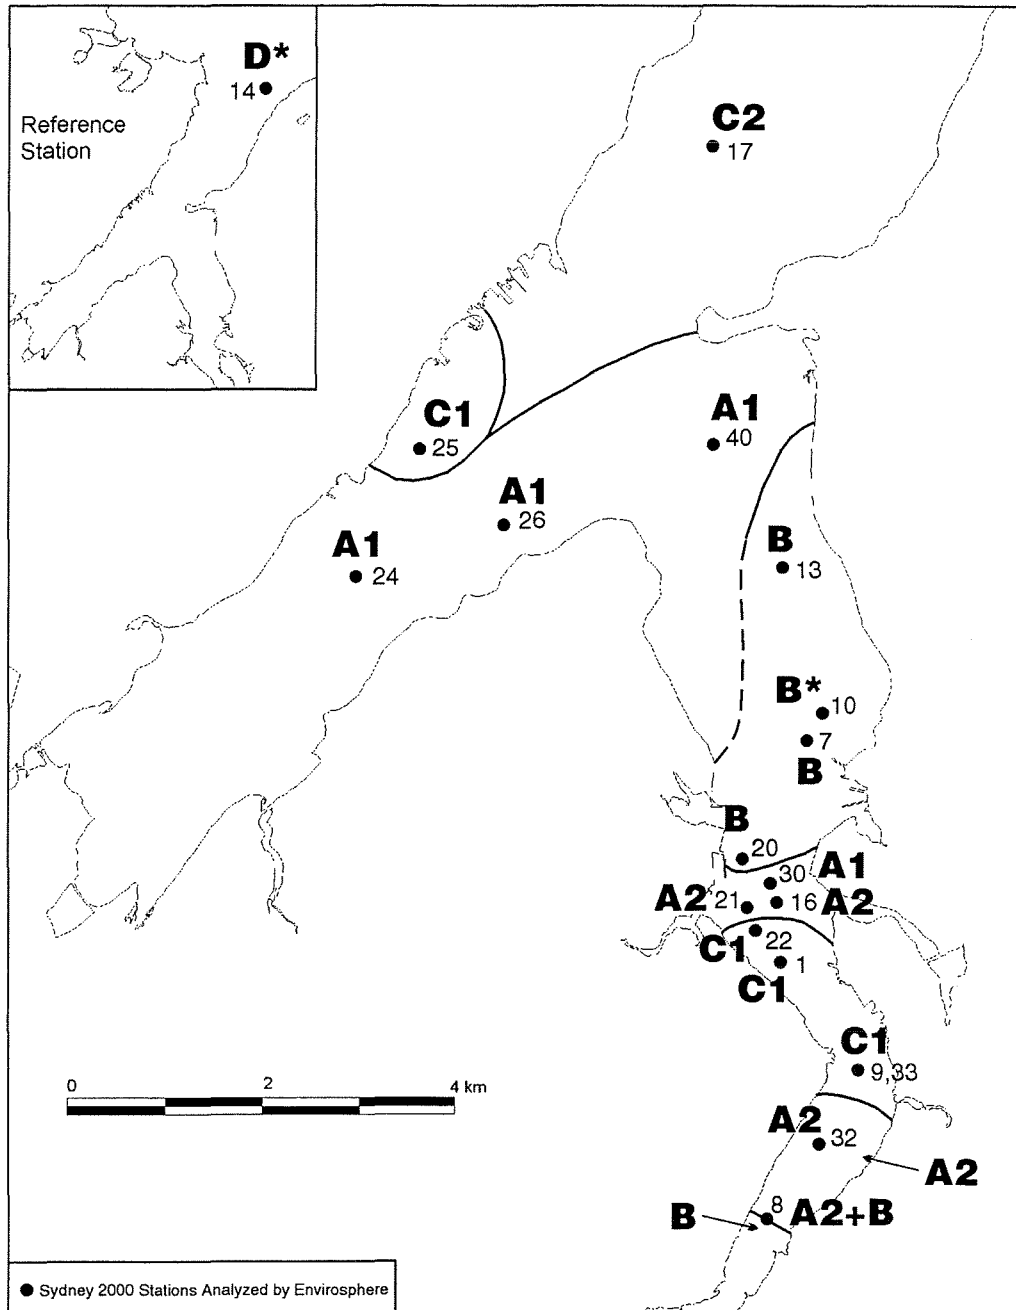 D*
14
Reference
Station
C2
17
C1
25
A1
40
A1
26
A1
24
B
13
B*
10
7
B
B
20
30
A1
A2
21
16
A2
22
C1
1
C1
C1
9,33
0
2
4 km
A2
32
A2
8
B
A2+B
Sydney 2000 Stations Analyzed by Envirosphere